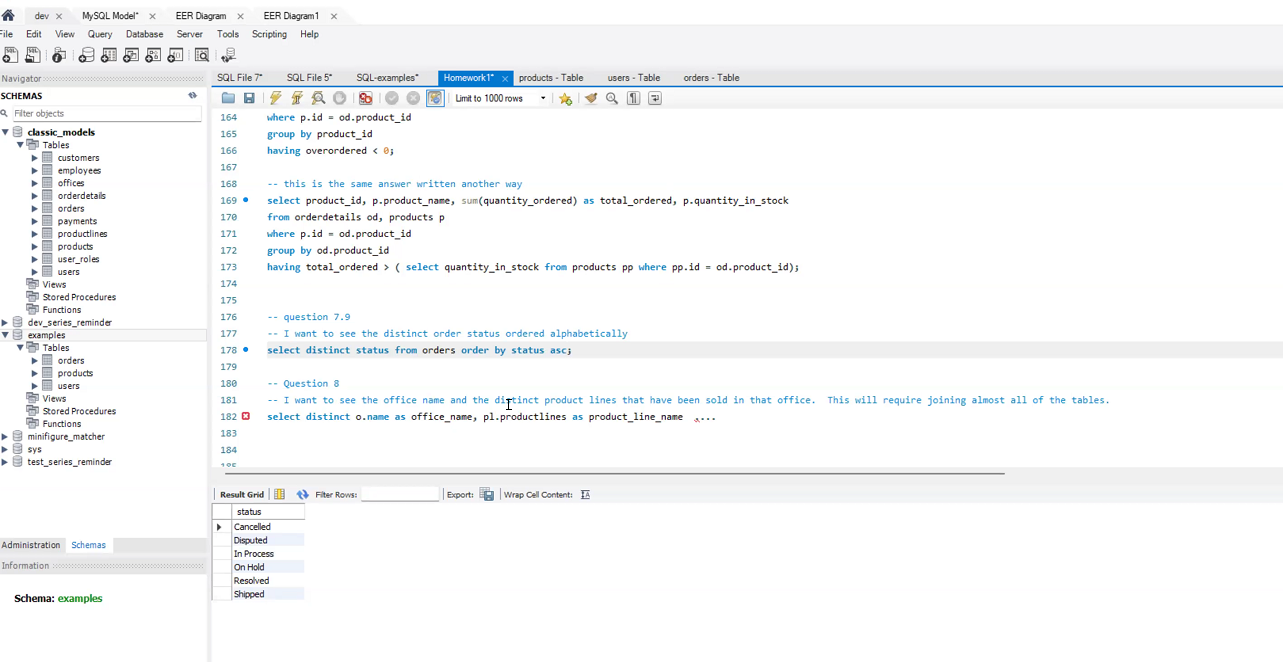 dev
MySQL Model*
EER Diagram
EER Diagram1
File Edit View Query Database Server Tools Scripting Help
Navigator
SQL File 7*
SQL File 5*
SQL-examples*
Homework1*
products - Table
users - Table
orders - Table
SCHEMAS
Filter objects
classic_models
Tables
customers
employees
offices
orderdetails
orders
payments
productlines
products
user_roles
users
Views
Stored Procedures
Functions
dev_series_reminder
examples
Tables
orders
products
users
Views
Stored Procedures
Functions
minifigure_matcher
sys
test_series_reminder
Administration Schemas
Information
Schema: examples
Limit to 1000 rows
164 where p.id = od.product_id
165 group by product_id
166 having overordered < 0;
167
168 -- this is the same answer written another way
169 select product_id, p.product_name, sum(quantity_ordered) as total_ordered, p.quantity_in_stock
170 from orderdetails od, products p
171 where p.id = od.product_id
172 group by od.product_id
173 having total_ordered > ( select quantity_in_stock from products pp where pp.id = od.product_id);
174
175
176 -- question 7.9
177 -- I want to see the distinct order status ordered alphabetically
178 select distinct status from orders order by status asc;
179
180 -- Question 8
181 -- I want to see the office name and the distinct product lines that have been sold in that office.  This will require joining almost all of the tables.
182 select distinct o.name as office_name, pl.productlines as product_line_name ....
183
184
185
Result Grid Filter Rows: Export: Wrap Cell Content:
status
Cancelled
Disputed
In Process
On Hold
Resolved
Shipped